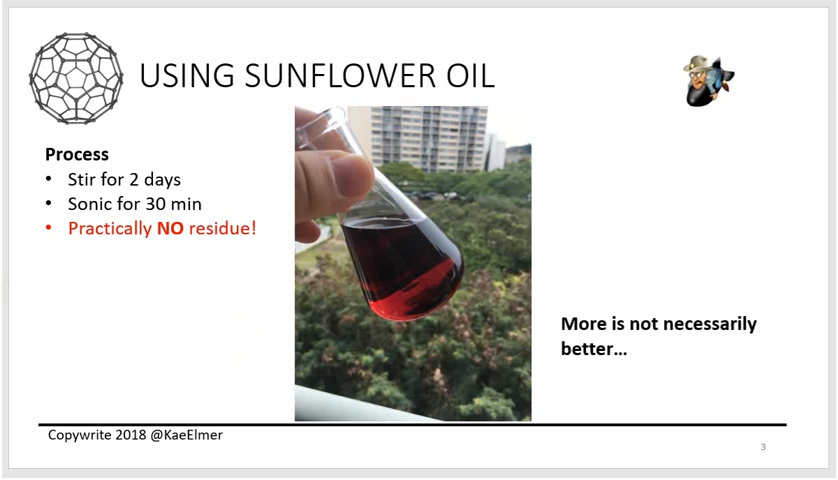 USING SUNFLOWER OIL
Process
• Stir for 2 days
• Sonic for 30 min
• Practically NO residue!
More is not necessarily
better...
Copywrite 2018 @KaeElmer
3